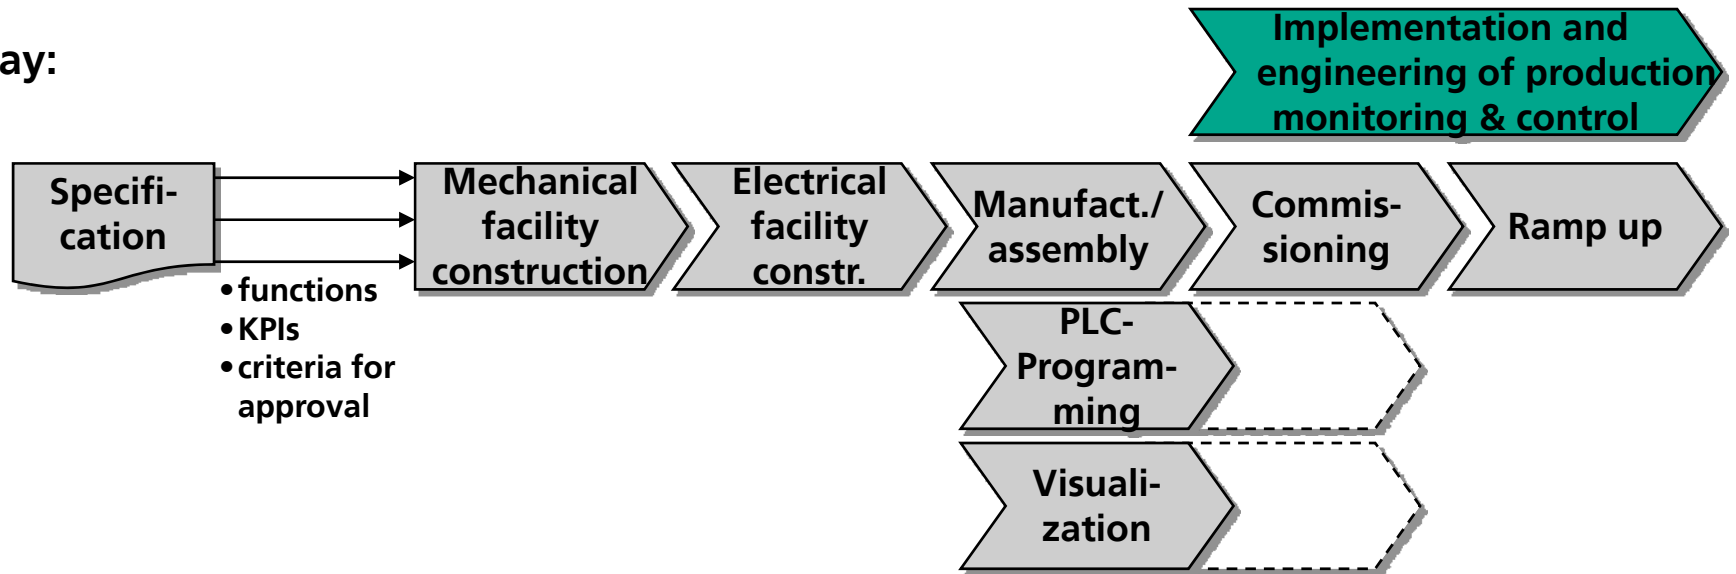 ay:
Implementation and
engineering of production
monitoring & control
Specifi-
cation
• functions
• KPIs
• criteria for
approval
Mechanical
facility
construction
Electrical
facility
constr.
Manufact./
assembly
Commis-
sioning
Ramp up
PLC-
Program-
ming
Visuali-
zation